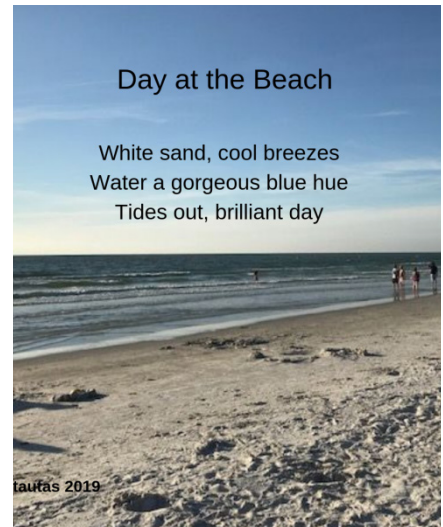 Day at the Beach
White sand, cool breezes
Water a gorgeous blue hue
Tides out, brilliant day
tautas 2019